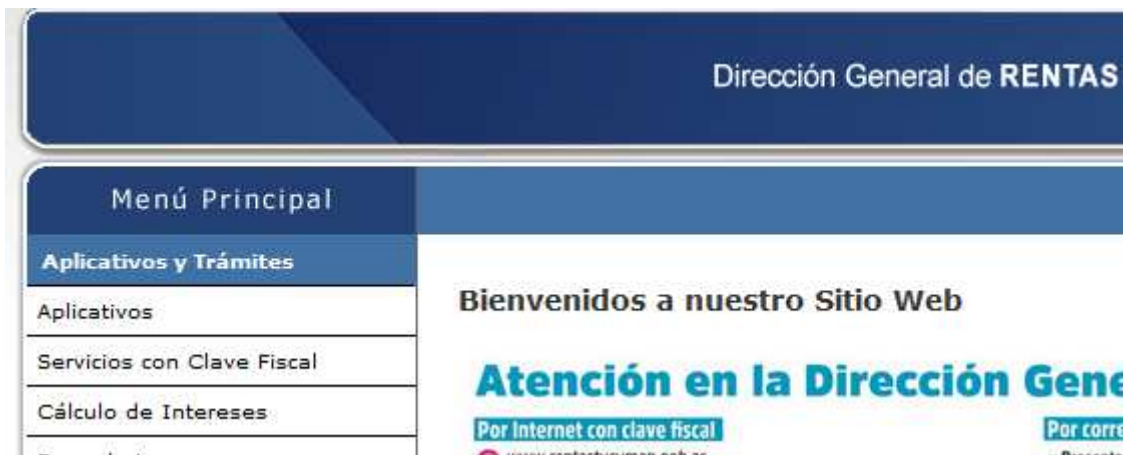 Dirección General de RENTAS
Menú Principal
Aplicativos y Trámites
Aplicativos
Servicios con Clave Fiscal
Cálculo de Intereses
Bienvenidos a nuestro Sitio Web
Atención en la Dirección Gene
Por Internet con clave fiscal
Por corre